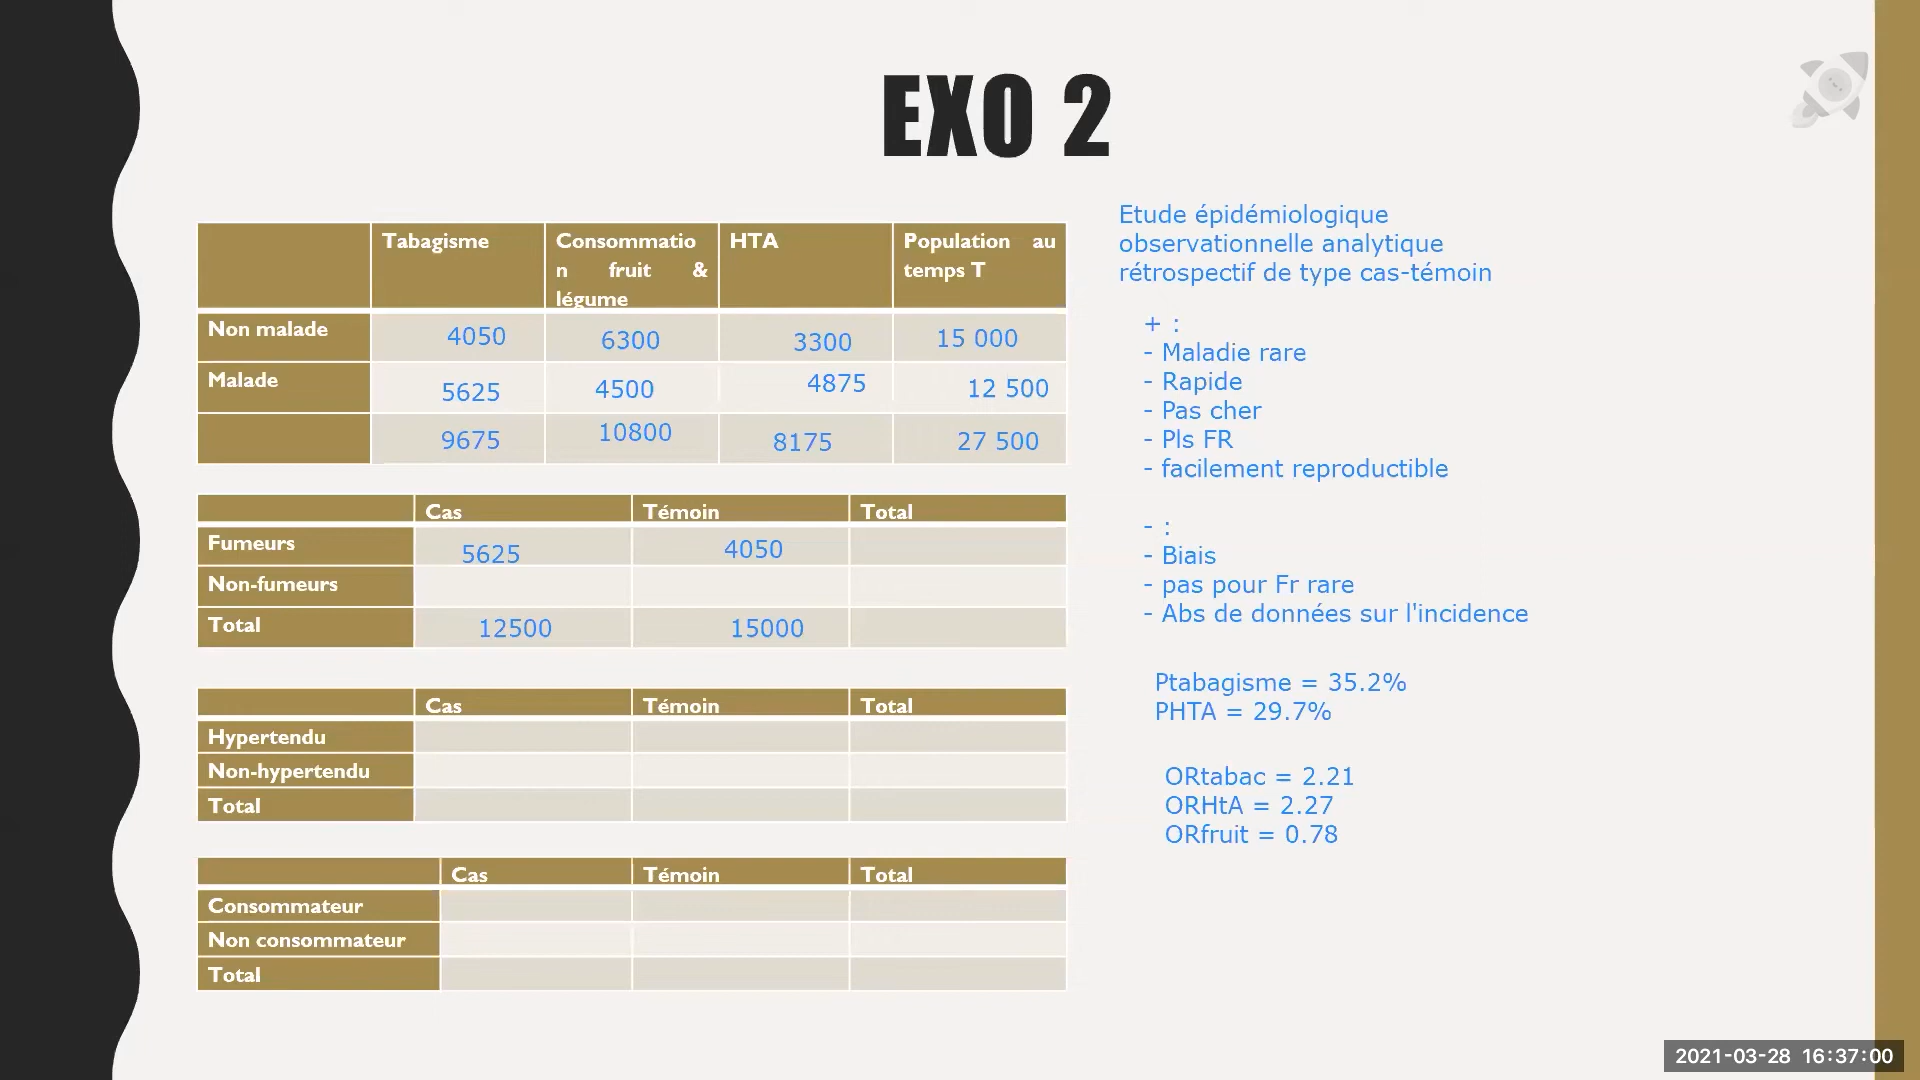 EXO 2
Tabagisme
Consommatio
n fruit &
légume
HTA
Population au
temps T
Non malade 4050 6300 3300 15 000
Malade 5625 4500 4875 12 500
9675 10800 8175 27 500
Cas Témoin Total
Fumeurs 5625 4050
Non-fumeurs
Total 12500 15000
Cas Témoin Total
Hypertendu
Non-hypertendu
Total
Cas Témoin Total
Consommateur
Non consommateur
Total
Etude épidémiologique
observationnelle analytique
rétrospectif de type cas-témoin
+ :
- Maladie rare
- Rapide
- Pas cher
- Pls FR
- facilement reproductible
- :
- Biais
- pas pour Fr rare
- Abs de données sur l'incidence
Ptabagisme = 35.2%
PHTA = 29.7%
ORtabac = 2.21
ORHtA = 2.27
ORfruit = 0.78
2021-03-28 16:37:00